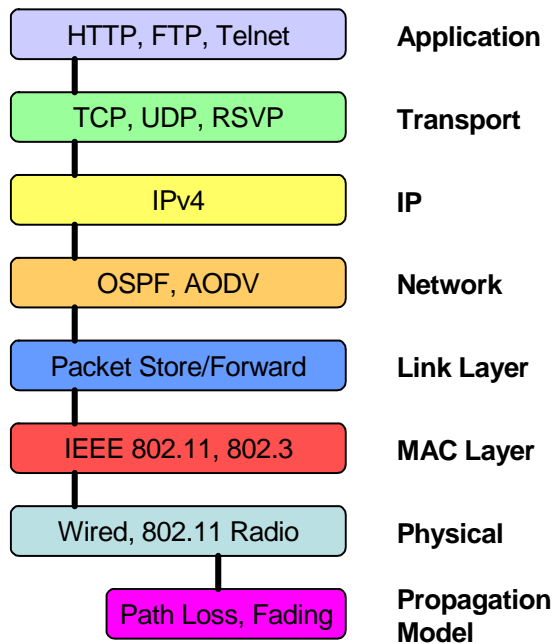 HTTP, FTP, Telnet Application
TCP, UDP, RSVP Transport
IPv4 IP
OSPF, AODV Network
Packet Store/Forward Link Layer
IEEE 802.11, 802.3 MAC Layer
Wired, 802.11 Radio Physical
Path Loss, Fading Propagation
Model